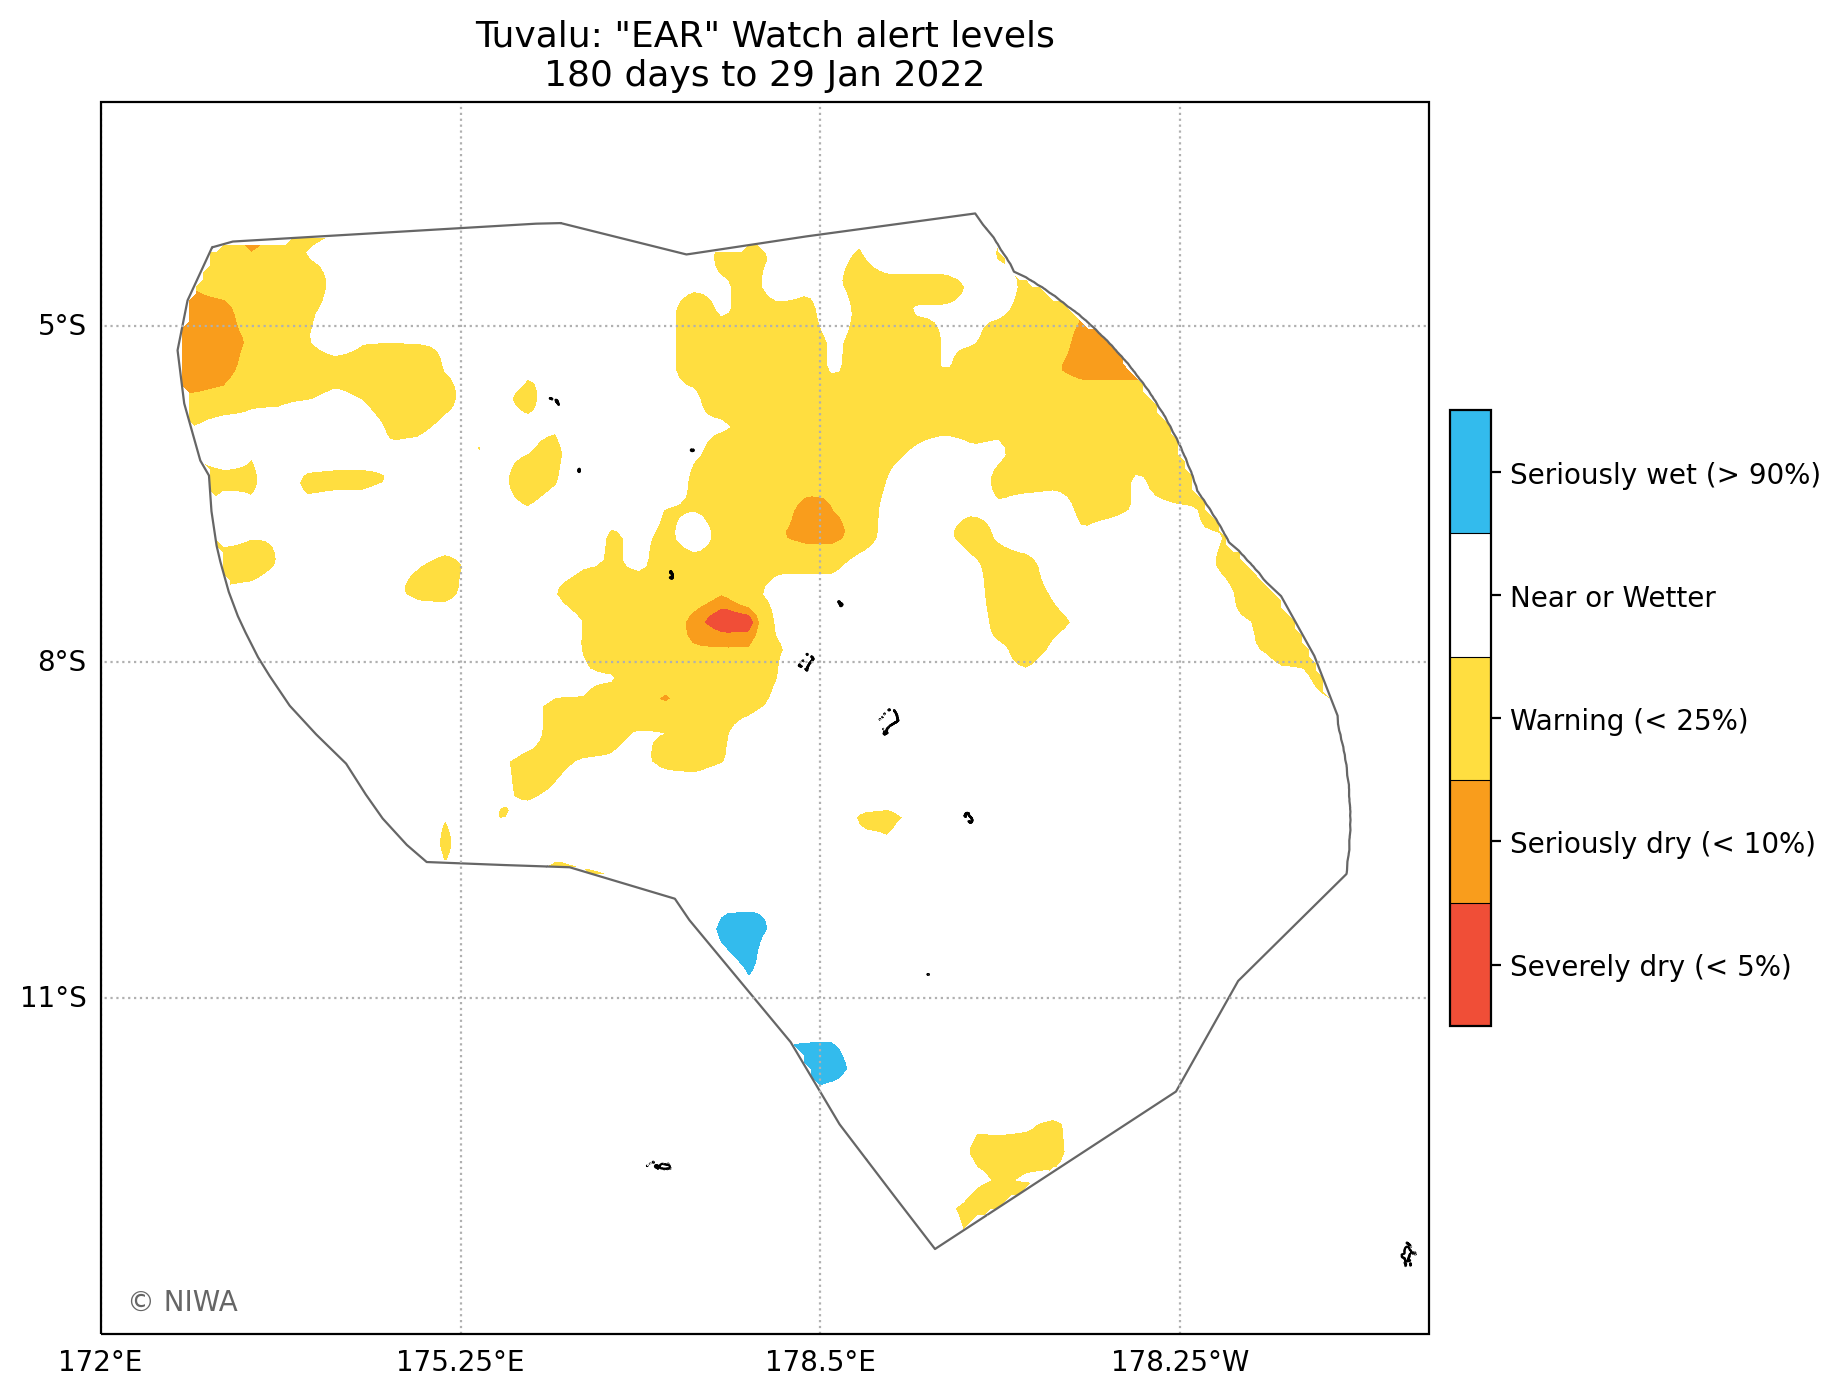 Tuvalu: "EAR" Watch alert levels
180 days to 29 Jan 2022
5°S
8°S
11°S
172°E
175.25°E
178.5°E
178.25°W
© NIWA
Seriously wet (> 90%)
Near or Wetter
Warning (< 25%)
Seriously dry (< 10%)
Severely dry (< 5%)